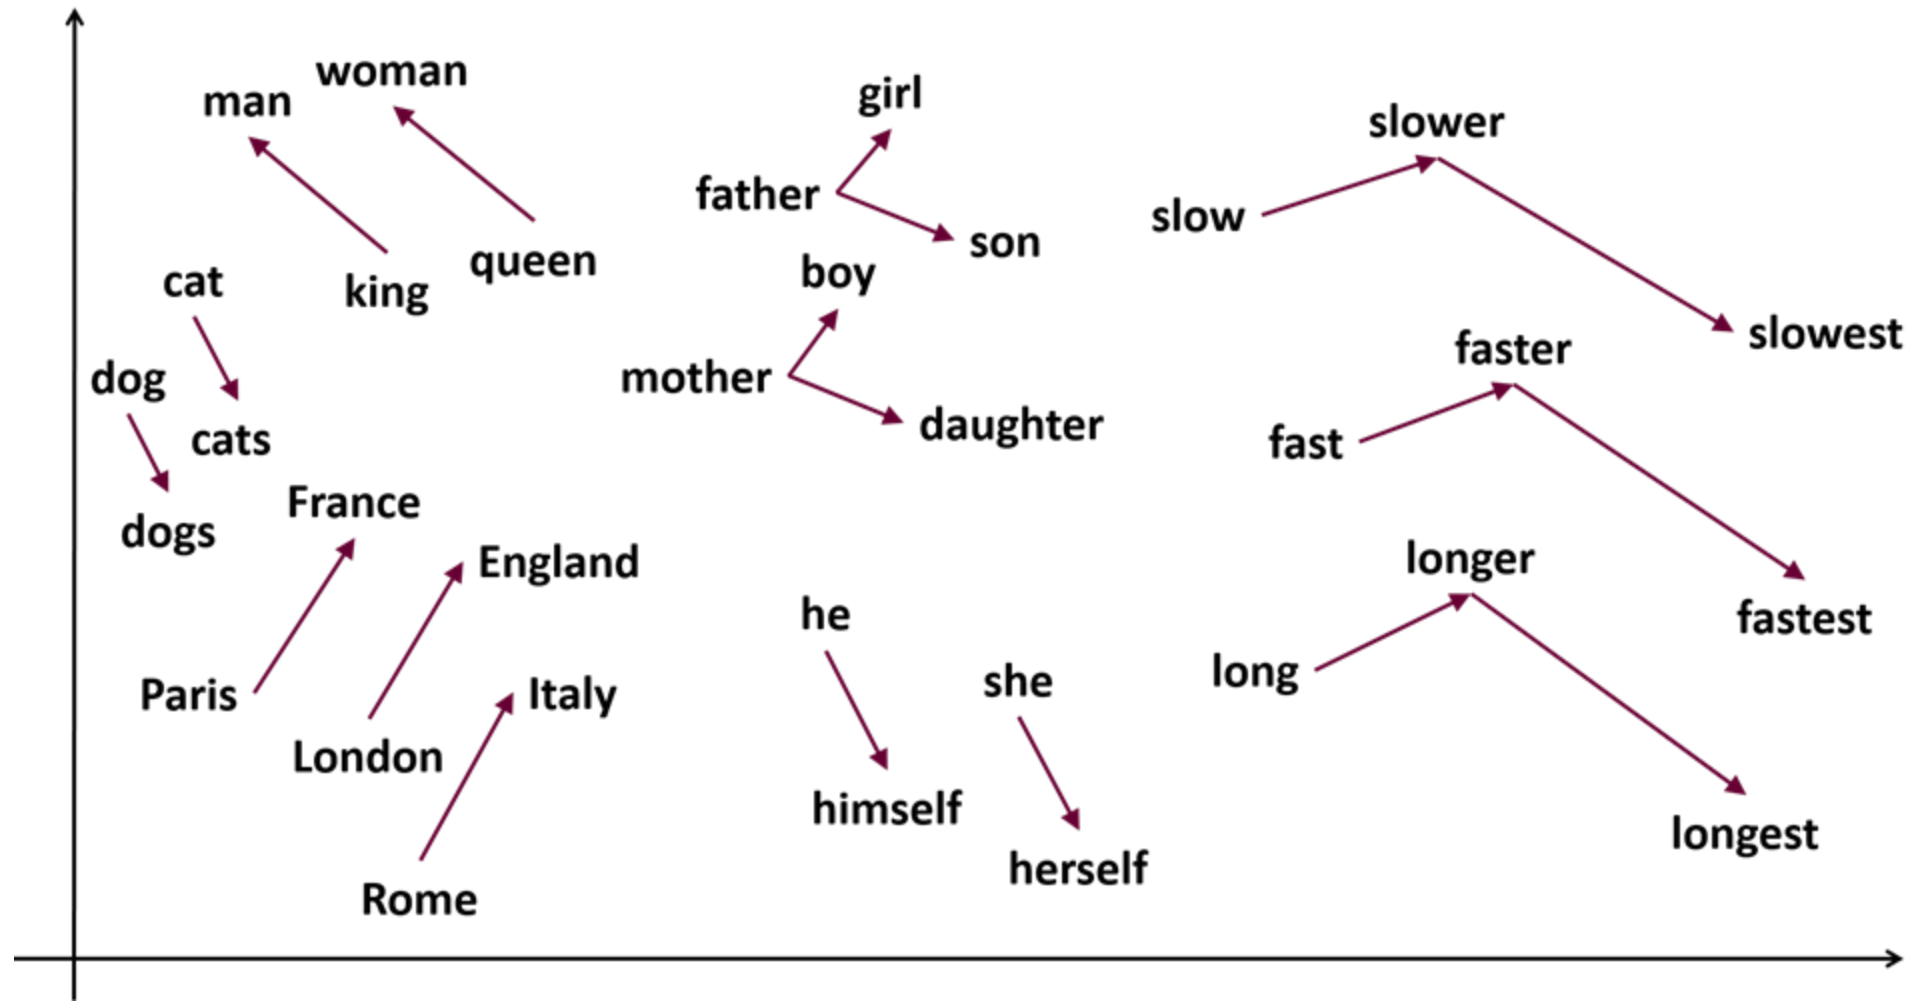 man
woman
king
queen
cat
cats
dog
dogs
France
England
Paris
London
Italy
Rome
girl
father
son
boy
mother
daughter
he
himself
she
herself
slower
slow
slowest
faster
fast
fastest
longer
long
longest